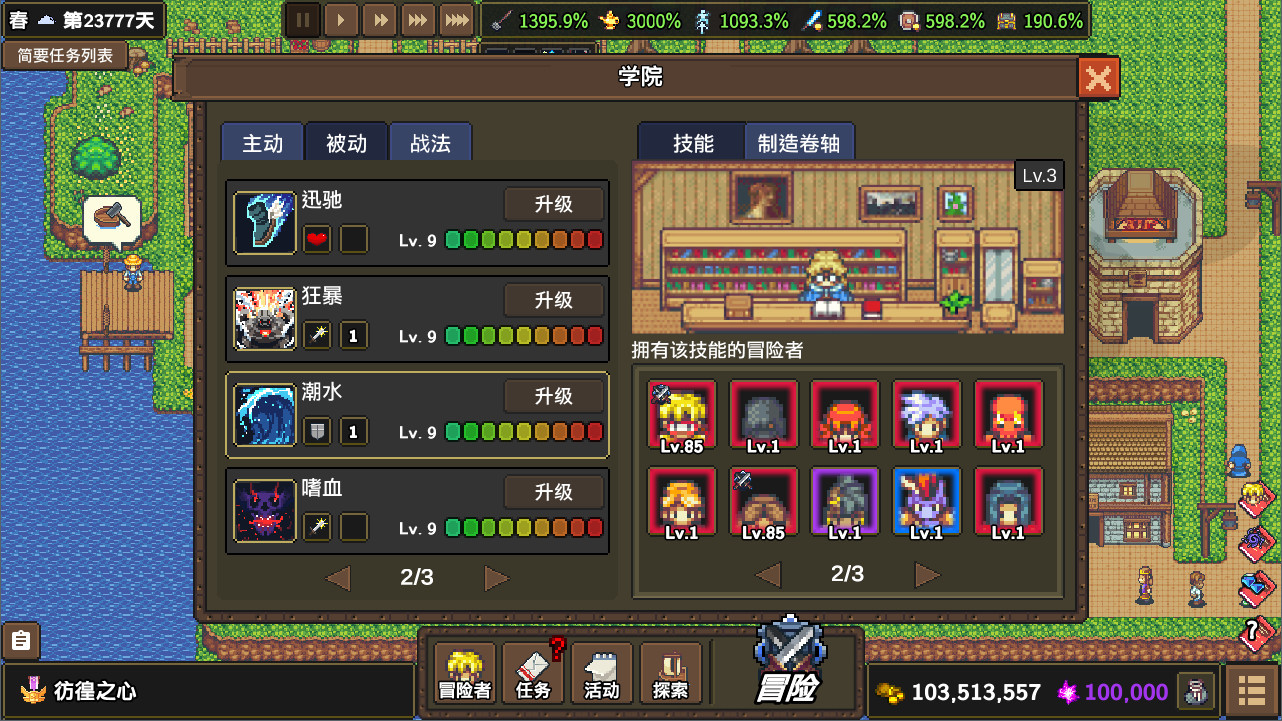 春 第23777天
1395.9% 3000% 1093.3% 598.2% 598.2% 190.6%
简要任务列表
学院
主动 被动 战法
技能 制造卷轴
Lv.3
迅驰 升级
Lv. 9
狂暴 升级
1 Lv. 9
潮水 升级
1 Lv. 9
嗜血 升级
Lv. 9
2/3
拥有该技能的冒险者
Lv.85 Lv.1 Lv.1 Lv.1 Lv.1
Lv.1 Lv.85 Lv.1 Lv.1 Lv.1
2/3
?
?
彷徨之心
冒险者 任务 活动 探索 冒险
103,513,557 100,000